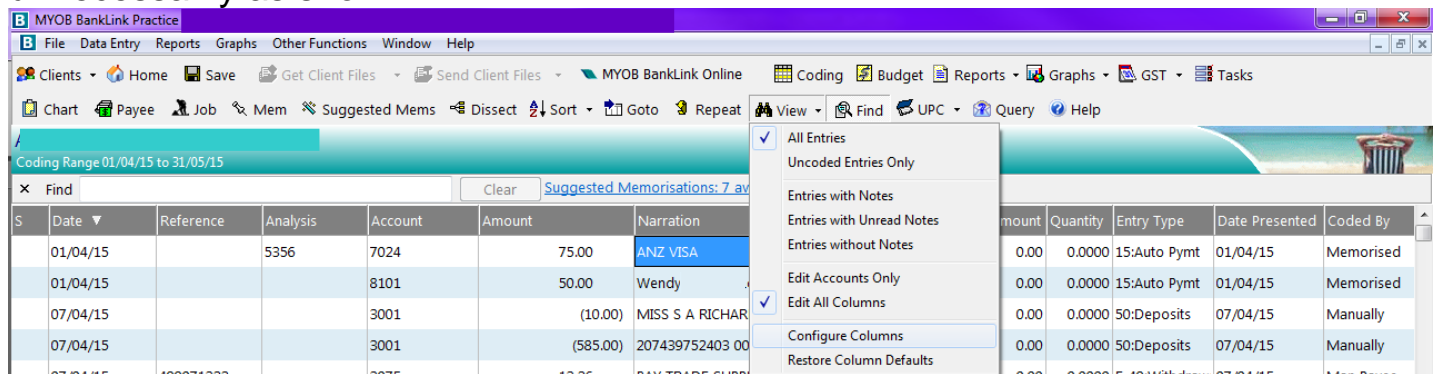 MYOB BankLink Practice
File Data Entry Reports Graphs Other Functions Window Help
Clients Home Save Get Client Files Send Client Files MYOB BankLink Online Coding Budget Reports Graphs GST Tasks
Chart Payee Job Mem Suggested Mems Dissect Sort Goto Repeat View Find UPC Query Help
All Entries
Coding Range 01/04/15 to 31/05/15
Uncoded Entries Only
Find Clear Suggested Memorisations: 7 av
Entries with Notes
S Date Reference Analysis Account Amount Narration Entries with Unread Notes mount Quantity Entry Type Date Presented Coded By
01/04/15 5356 7024 75.00 ANZ VISA Entries without Notes 0.00 0.0000 15:Auto Pymt 01/04/15 Memorised
01/04/15 8101 50.00 Wendy Edit Accounts Only 0.00 0.0000 15:Auto Pymt 01/04/15 Memorised
07/04/15 3001 (10.00) MISS S A RICHAR Edit All Columns 0.00 0.0000 50:Deposits 07/04/15 Manually
07/04/15 3001 (585.00) 207439752403 00 Configure Columns 0.00 0.0000 50:Deposits 07/04/15 Manually
Restore Column Defaults